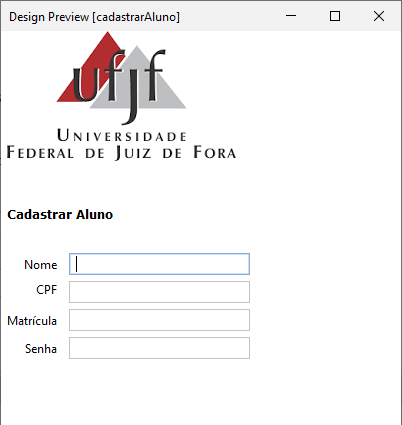 Design Preview [cadastrarAluno]
ufjf
UNIVERSIDADE
FEDERAL DE JUIZ DE FORA
Cadastrar Aluno
Nome
CPF
Matrícula
Senha